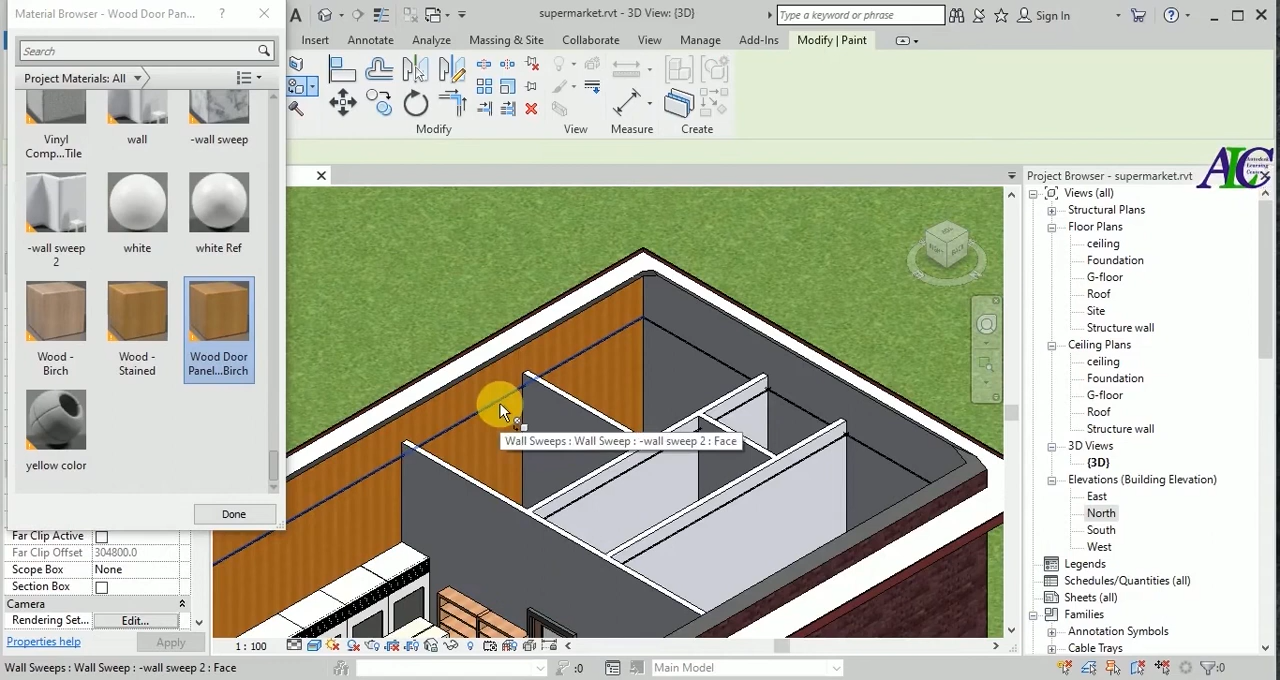 Material Browser - Wood Door Pan...
?
supermarket.rvt - 3D View: {3D}
Type a keyword or phrase
Sign In
?
Search
Insert
Annotate
Analyze
Massing & Site
Collaborate
View
Manage
Add-Ins
Modify | Paint
Project Materials: All
Modify
View
Measure
Create
Vinyl
Comp...Tile
wall
-wall sweep
-wall sweep
2
white
white Ref
Wood -
Birch
Wood -
Stained
Wood Door
Panel...Birch
yellow color
Done
ALC
Project Browser - supermarket.rvt
Views (all)
Structural Plans
Floor Plans
ceiling
Foundation
G-floor
Roof
Site
Structure wall
Ceiling Plans
ceiling
Foundation
G-floor
Roof
Structure wall
3D Views
{3D}
Elevations (Building Elevation)
East
North
South
West
Legends
Schedules/Quantities (all)
Sheets (all)
Families
Annotation Symbols
Cable Trays
Wall Sweeps : Wall Sweep : -wall sweep 2 : Face
Far Clip Active
Far Clip Offset
304800.0
Scope Box
None
Section Box
Camera
Rendering Set...
Edit...
Properties help
Apply
1 : 100
Wall Sweeps : Wall Sweep : -wall sweep 2 : Face
:0
Main Model
:0